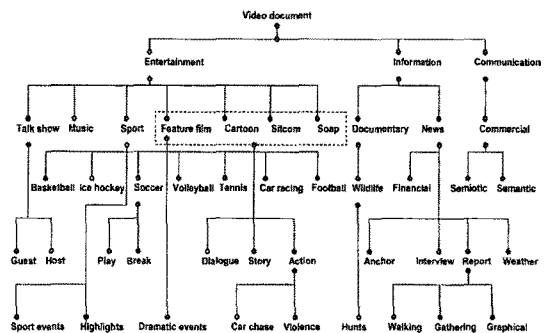 Video document
Entertainment Information Communication
Talk show Music Sport Feature film Cartoon Sitcom Soap Documentary News Commercial
Basketball Ice hockey Soccer Volleyball Tennis Car racing Football Wildlife Financial Semiotic Semantic
Guest Host Play Break Dialogue Story Action Anchor Interview Report Weather
Sport events Highlights Dramatic events Car chase Violence Hunts Walking Gathering Graphical